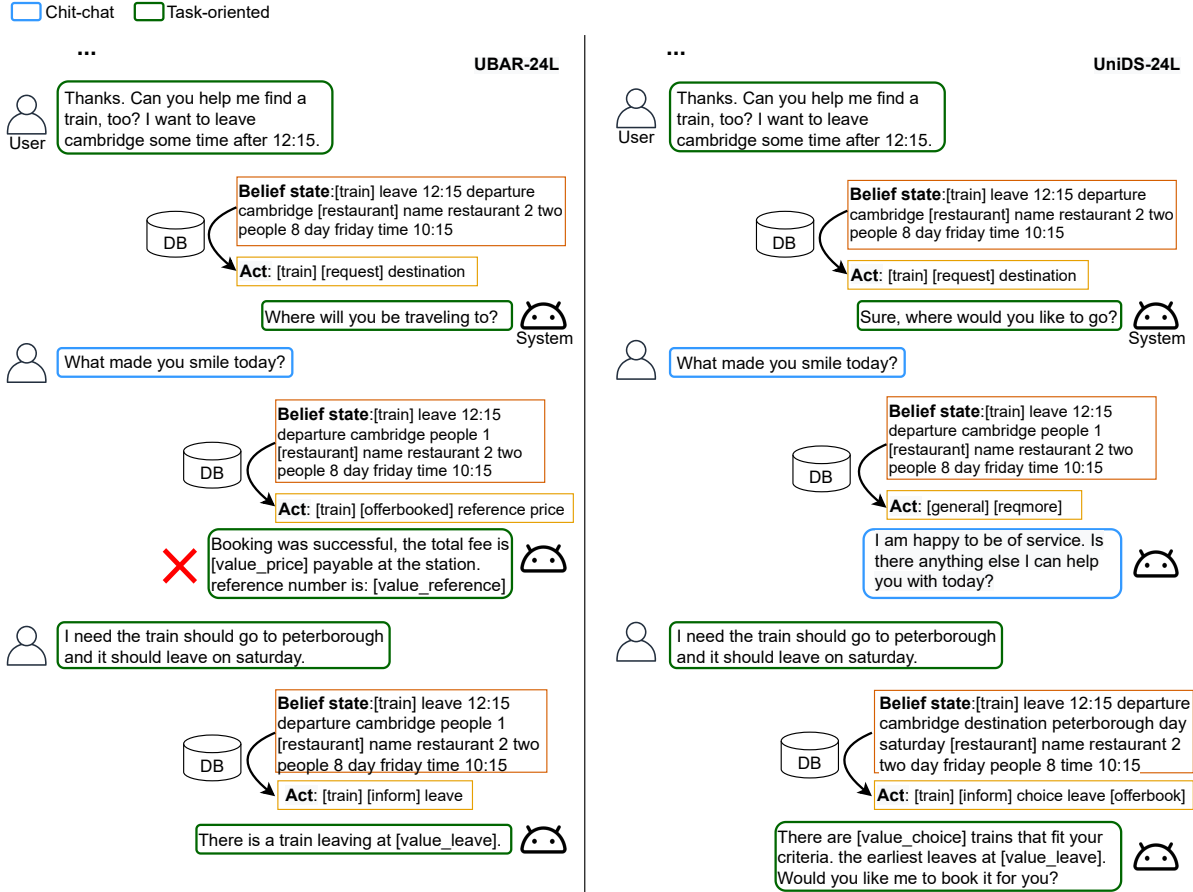 Chit-chat
Task-oriented
...
UBAR-24L
Thanks. Can you help me find a
train, too? I want to leave
cambridge some time after 12:15.
User
Belief state:[train] leave 12:15 departure
cambridge [restaurant] name restaurant 2 two
people 8 day friday time 10:15
DB
Act: [train] [request] destination
Where will you be traveling to?
System
What made you smile today?
Belief state:[train] leave 12:15
departure cambridge people 1
[restaurant] name restaurant 2 two
people 8 day friday time 10:15
DB
Act: [train] [offerbooked] reference price
Booking was successful, the total fee is
[value_price] payable at the station.
reference number is: [value_reference]
I need the train should go to peterborough
and it should leave on saturday.
Belief state:[train] leave 12:15
departure cambridge people 1
[restaurant] name restaurant 2 two
people 8 day friday time 10:15
DB
Act: [train] [inform] leave
There is a train leaving at [value_leave].
...
UniDS-24L
Thanks. Can you help me find a
train, too? I want to leave
cambridge some time after 12:15.
User
Belief state:[train] leave 12:15 departure
cambridge [restaurant] name restaurant 2 two
people 8 day friday time 10:15
DB
Act: [train] [request] destination
Sure, where would you like to go?
System
What made you smile today?
Belief state:[train] leave 12:15
departure cambridge people 1
[restaurant] name restaurant 2 two
people 8 day friday time 10:15
DB
Act: [general] [reqmore]
I am happy to be of service. Is
there anything else I can help
you with today?
I need the train should go to peterborough
and it should leave on saturday.
Belief state:[train] leave 12:15 departure
cambridge destination peterborough day
saturday [restaurant] name restaurant 2
two day friday people 8 time 10:15
DB
Act: [train] [inform] choice leave [offerbook]
There are [value_choice] trains that fit your
criteria. the earliest leaves at [value_leave].
Would you like me to book it for you?